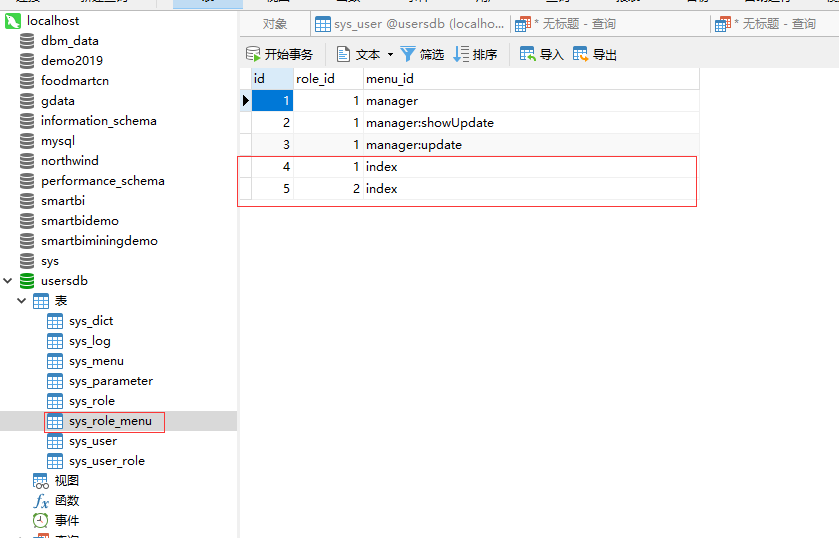 对象
sys_user @usersdb (localho...
* 无标题 - 查询
* 无标题 - 查询
开始事务
文本
筛选
排序
导入
导出
localhost
dbm_data
demo2019
foodmartcn
gdata
information_schema
mysql
northwind
performance_schema
smartbi
smartbidemo
smartbiminingdemo
sys
usersdb
表
sys_dict
sys_log
sys_menu
sys_parameter
sys_role
sys_role_menu
sys_user
sys_user_role
视图
fx 函数
事件
id role_id menu_id
1 1 manager
2 1 manager:showUpdate
3 1 manager:update
4 1 index
5 2 index